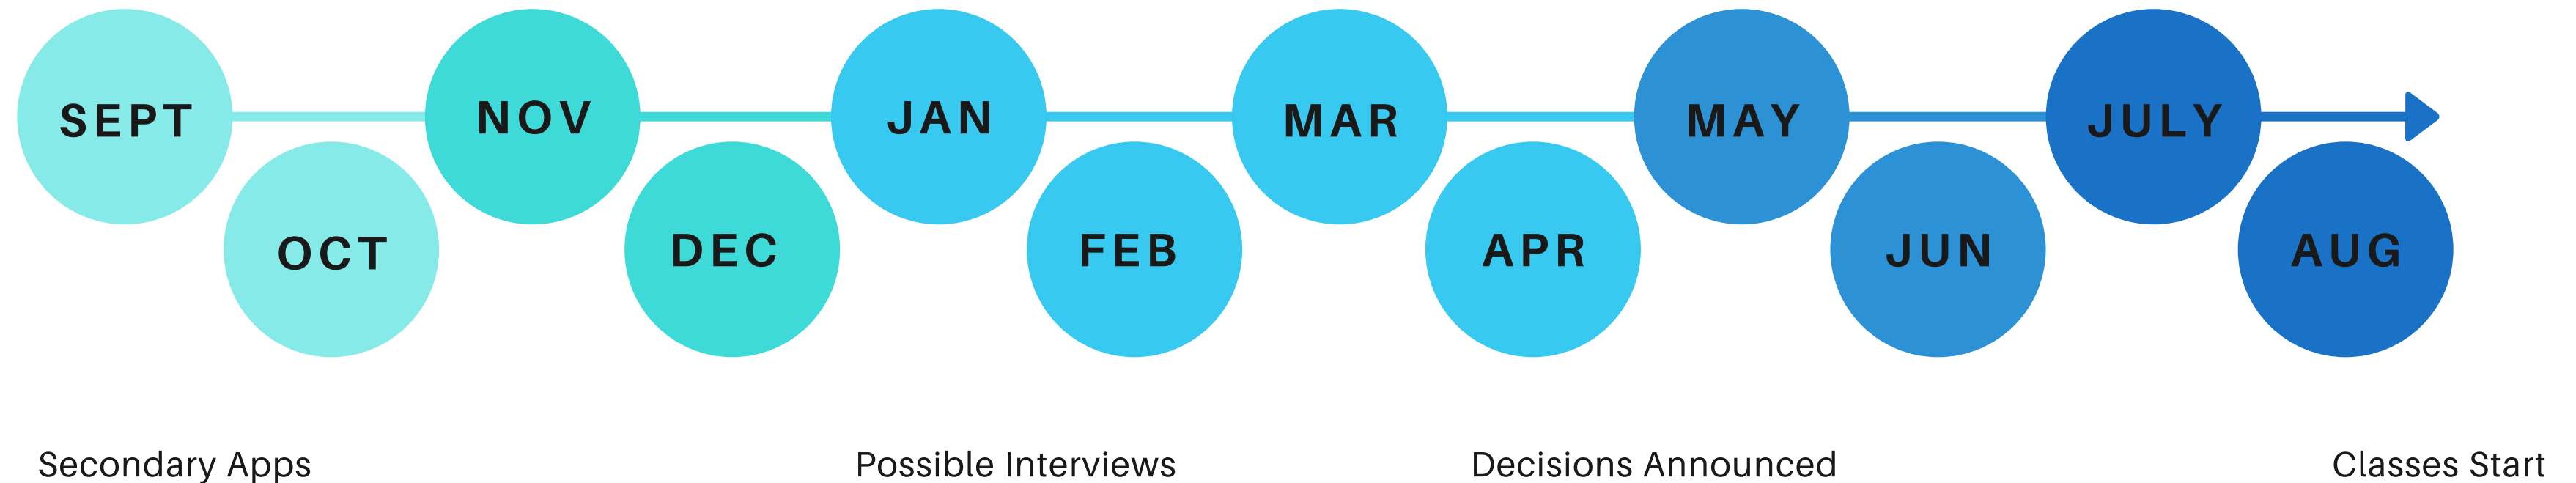 SEPT
OCT
NOV
DEC
JAN
FEB
MAR
APR
MAY
JUN
JULY
AUG
Secondary Apps
Possible Interviews
Decisions Announced
Classes Start